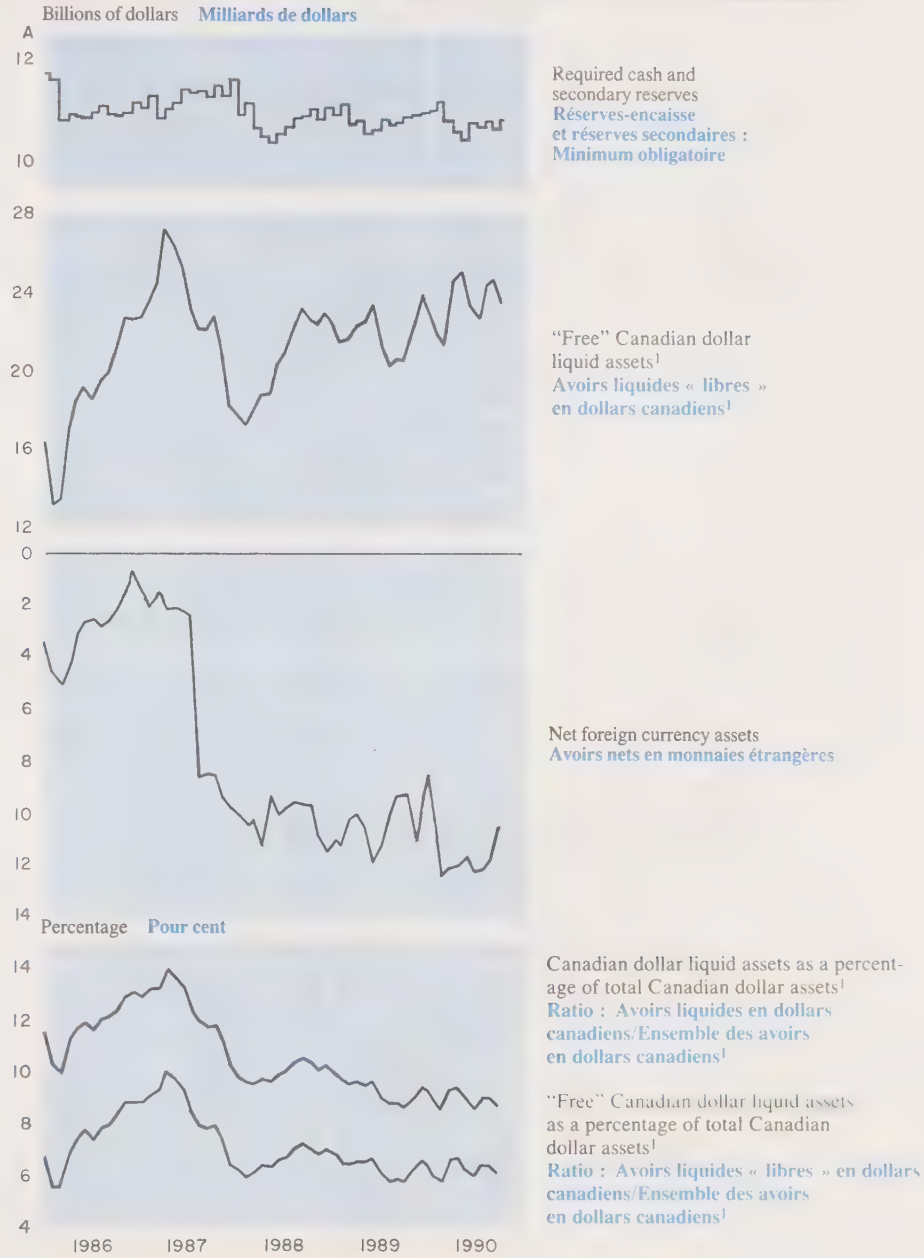 Billions of dollars Milliards de dollars
A
12
10
Required cash and
secondary reserves
Réserves-encaisse
et réserves secondaires :
Minimum obligatoire
28
24
20
16
12
"Free" Canadian dollar
liquid assets¹
Avoirs liquides « libres »
en dollars canadiens¹
0
2
4
6
8
10
12
14
Net foreign currency assets
Avoirs nets en monnaies étrangères
Percentage Pour cent
14
12
10
8
6
4
Canadian dollar liquid assets as a percent-
age of total Canadian dollar assets¹
Ratio : Avoirs liquides en dollars
canadiens/Ensemble des avoirs
en dollars canadiens¹
"Free" Canadian dollar liquid assets
as a percentage of total Canadian
dollar assets¹
Ratio : Avoirs liquides « libres » en dollars
canadiens/Ensemble des avoirs
en dollars canadiens¹
1986 1987 1988 1989 1990